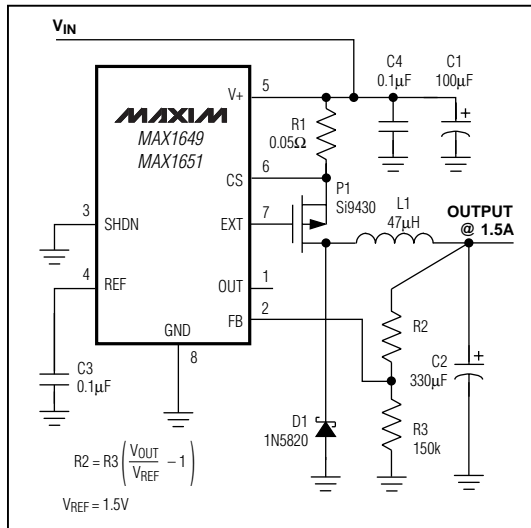 VIN
C4
0.1µF
C1
100µF
+
5
V+
MAXIM
MAX1649
MAX1651
R1
0.05Ω
CS
6
P1
Si9430
L1
47µH
OUTPUT
@ 1.5A
3
SHDN
EXT
7
4
REF
OUT
1
FB
2
R2
C2
330µF
+
GND
8
C3
0.1µF
D1
1N5820
R3
150k
R2 = R3 ( VOUT / VREF − 1 )
VREF = 1.5V